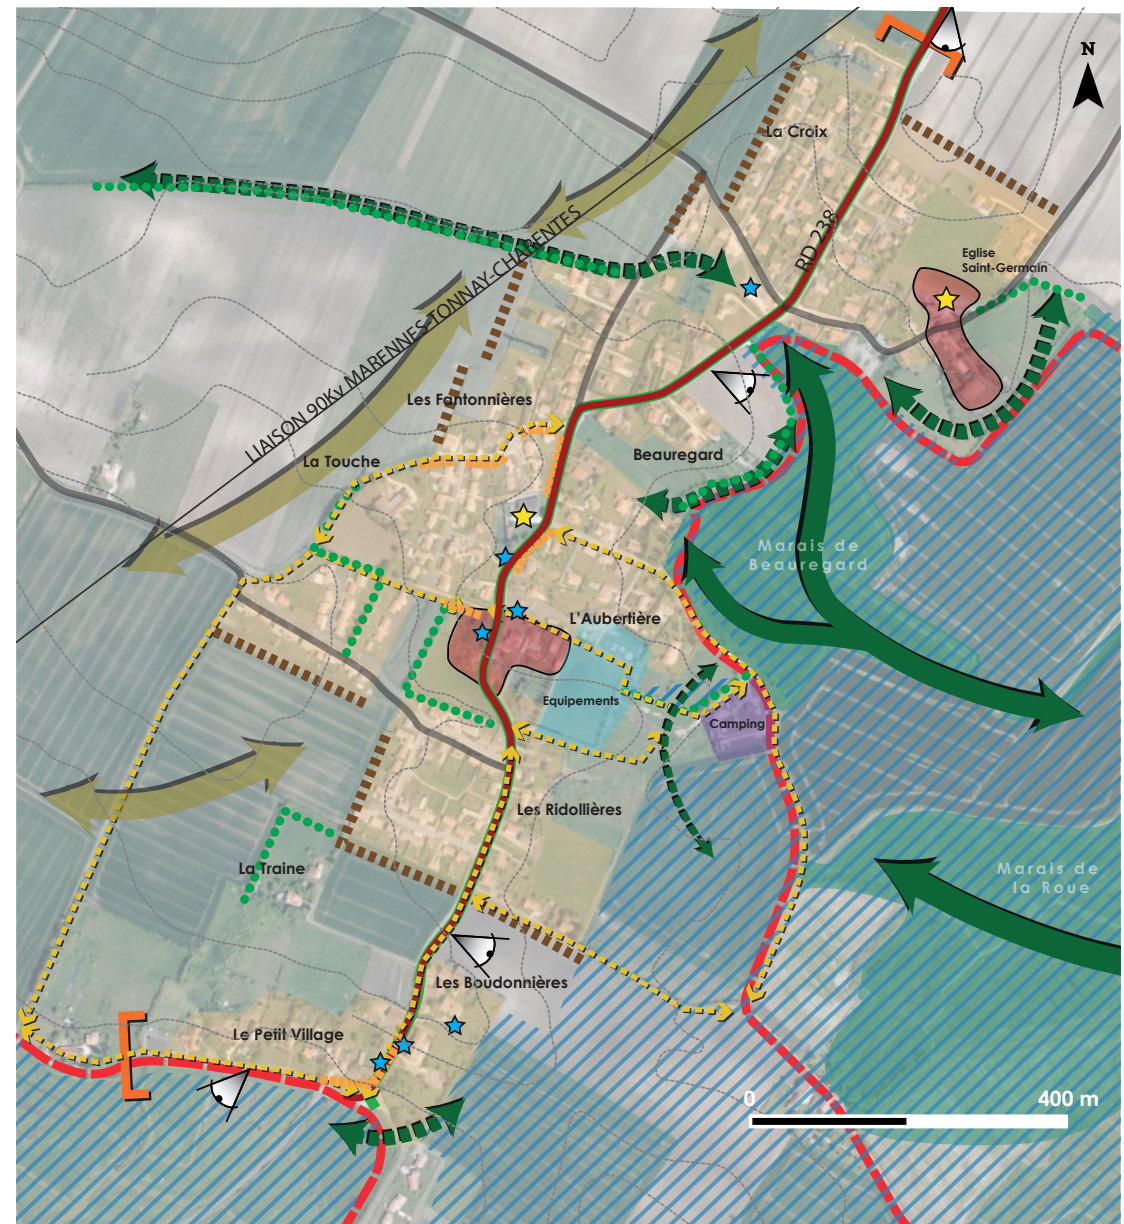 N
La Croix
RD 238
Eglise
Saint-Germain
LIAISON 90Kv MARENNES-TONNAY-CHARENTES
Les Fantonnières
La Touche
Beauregard
Marais de
Beauregard
L'Aubertière
Equipements
Camping
Les Ridollières
La Traine
Marais de
la Roue
Les Boudonnières
Le Petit Village
0
400 m